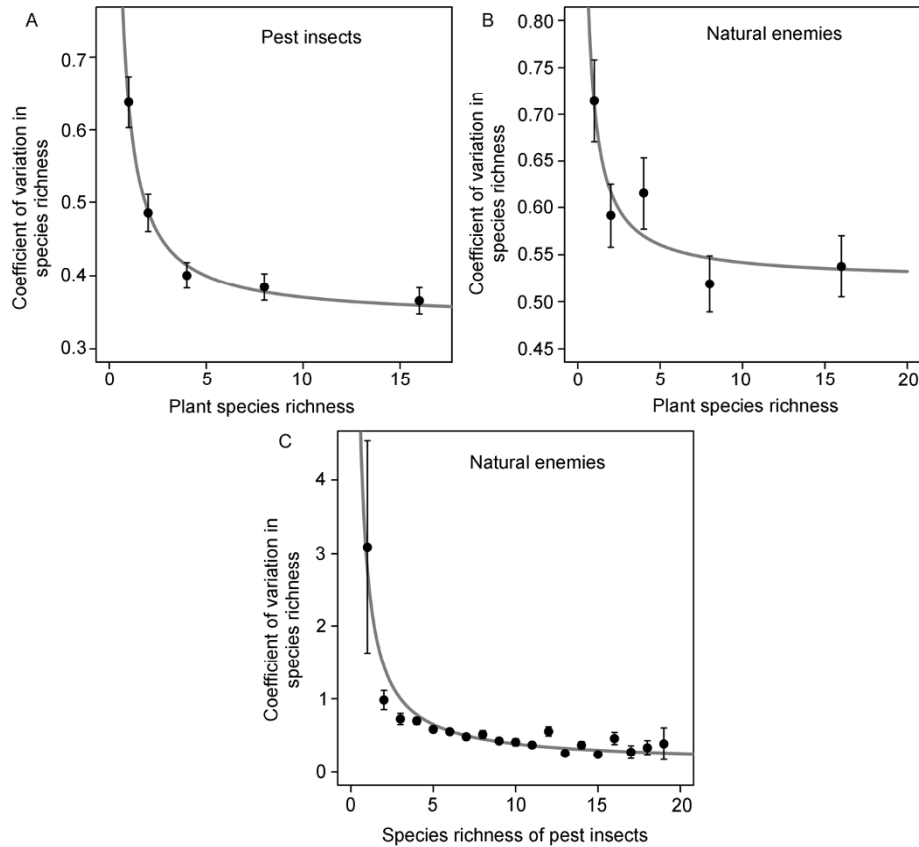 A
Pest insects
0.7
0.6
0.5
0.4
0.3
Coefficient of variation in
species richness
0
5
10
15
Plant species richness
B
Natural enemies
0.80
0.75
0.70
0.65
0.60
0.55
0.50
0.45
Coefficient of variation in
species richness
0
5
10
15
20
Plant species richness
C
Natural enemies
4
3
2
1
0
Coefficient of variation in
species richness
0
5
10
15
20
Species richness of pest insects